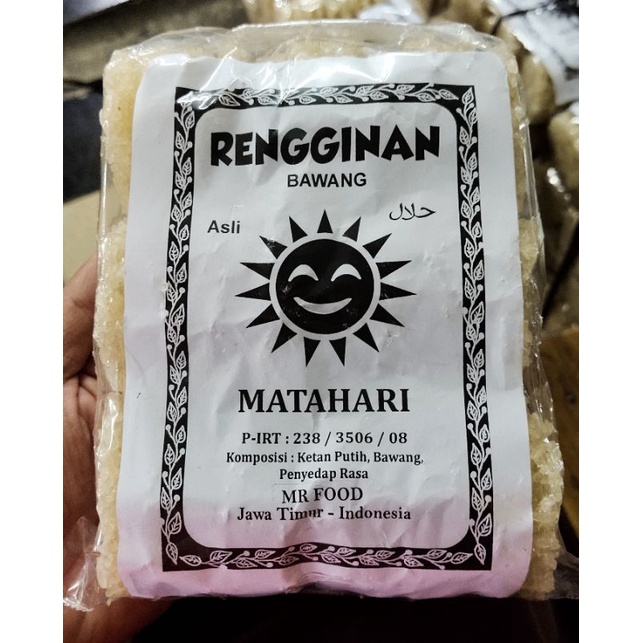 RENGGINAN
BAWANG
Asli
حلال
MATAHARI
P-IRT : 238 / 3506 / 08
Komposisi : Ketan Putih, Bawang,
Penyedap Rasa
MR FOOD
Jawa Timur - Indonesia